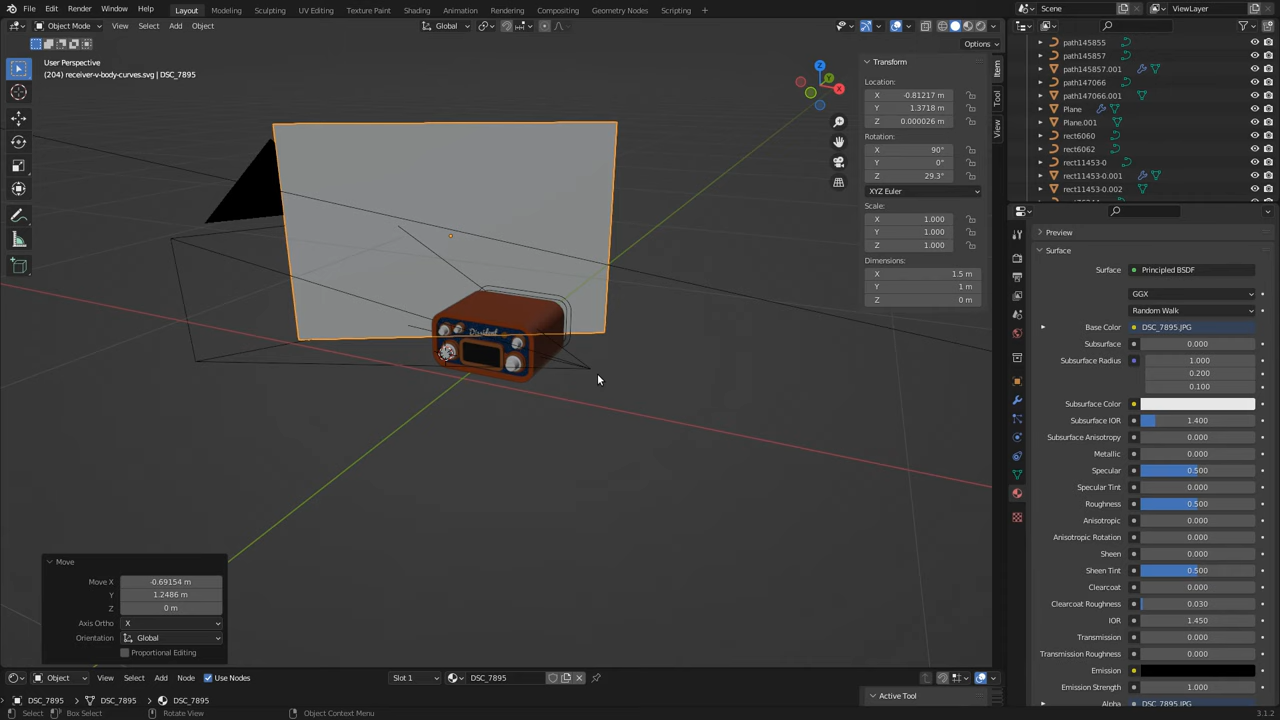 File Edit Render Window Help Layout Modeling Sculpting UV Editing Texture Paint Shading Animation Rendering Compositing Geometry Nodes Scripting Scene ViewLayer
Object Mode View Select Add Object Global
Options
User Perspective
(204) receiver-v-body-curves.svg | DSC_7895
Z
Y
X
Transform
Location:
X -0.81217 m
Y 1.3718 m
Z 0.000026 m
Rotation:
X 90°
Y 0°
Z 29.3°
XYZ Euler
Scale:
X 1.000
Y 1.000
Z 1.000
Dimensions:
X 1.5 m
Y 1 m
Z 0 m
Item
Tool
View
path145855
path145857
path145857.001
path147066
path147066.001
Plane
Plane.001
rect6060
rect6062
rect11453-0
rect11453-0.001
rect11453-0.002
Preview
Surface
Surface Principled BSDF
GGX
Random Walk
Base Color DSC_7895.JPG
Subsurface 0.000
Subsurface Radius 1.000
0.200
0.100
Subsurface Color
Subsurface IOR 1.400
Subsurface Anisotropy 0.000
Metallic 0.000
Specular 0.500
Specular Tint 0.000
Roughness 0.500
Anisotropic 0.000
Anisotropic Rotation 0.000
Sheen 0.000
Sheen Tint 0.500
Clearcoat 0.000
Clearcoat Roughness 0.030
IOR 1.450
Transmission 0.000
Transmission Roughness 0.000
Emission
Emission Strength 1.000
Alpha DSC_7895.JPG
Move
Move X -0.69154 m
Y 1.2486 m
Z 0 m
Axis Ortho X
Orientation Global
Proportional Editing
Object View Select Add Node Use Nodes Slot 1 DSC_7895
DSC_7895 DSC_7895 DSC_7895
Active Tool
Select Box Select Rotate View Object Context Menu 3.1.2